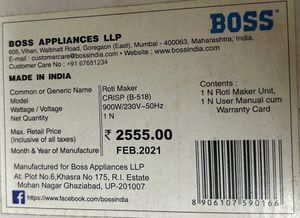 BOSS
BOSS APPLIANCES LLP
605, Vihan, Walbhatt Road, Goregaon (East), Mumbai - 400063, Maharashtra, India.
E : customercare@bossindia.com www.bossindia.com
Customer Care No : +91 67681234
MADE IN INDIA
Common or Generic Name : Roti Maker
Model : CRISP (B-518)
Wattage / Voltage : 900W/230V~50Hz
Net Quantity : 1 N
Contents :
1 N Roti Maker Unit,
1 N User Manual cum
Warranty Card
Max. Retail Price : ₹ 2555.00
(Inclusive of all taxes)
Month & Year of Manufacture : FEB.2021
Manufactured for Boss Appliances LLP
At: Plot No.6,Khasra No 175, R.I. Estate
Mohan Nagar Ghaziabad, UP-201007
https://www.facebook.com/bossindia
8 906107 590166